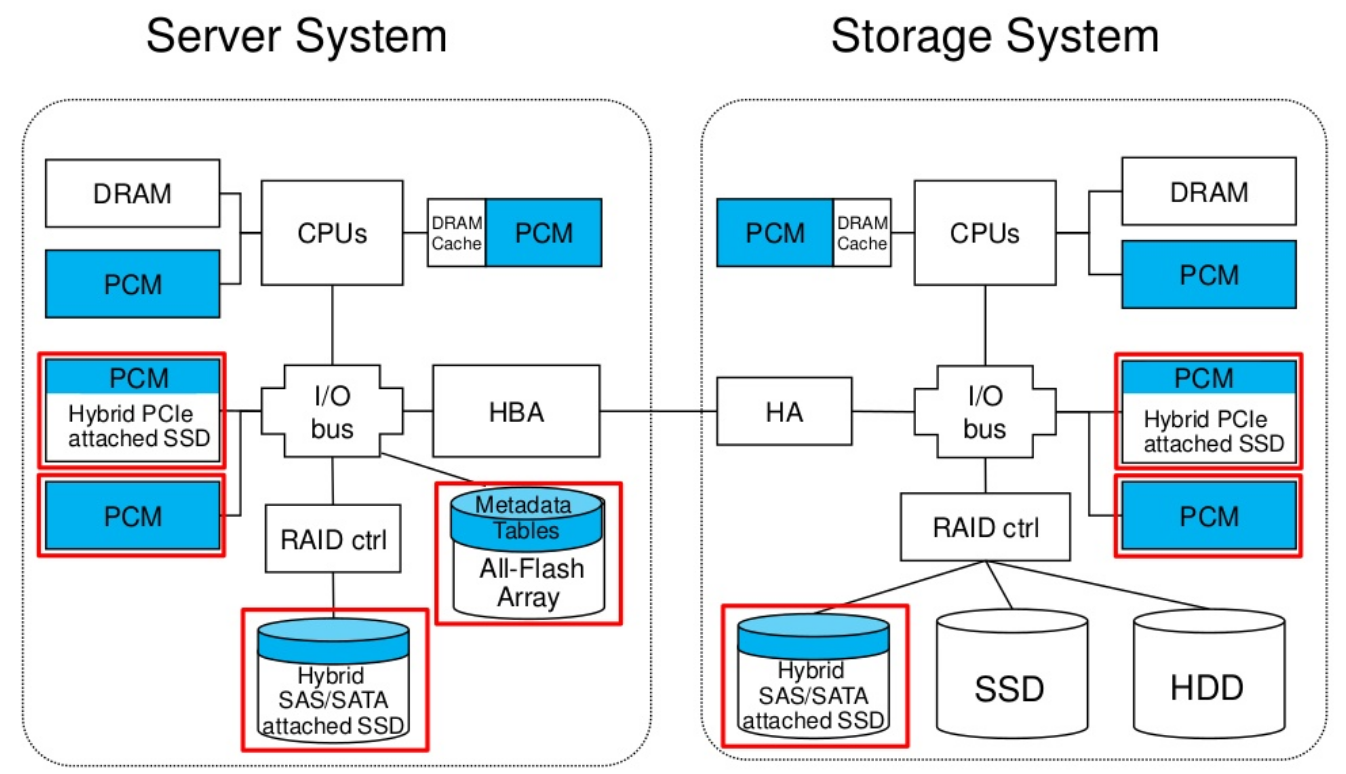 Server System
DRAM
PCM
CPUs
DRAM
Cache
PCM
PCM
Hybrid PCIe
attached SSD
PCM
I/O
bus
HBA
RAID ctrl
Metadata
Tables
All-Flash
Array
Hybrid
SAS/SATA
attached SSD
Storage System
PCM
DRAM
Cache
CPUs
DRAM
PCM
HA
I/O
bus
PCM
Hybrid PCIe
attached SSD
PCM
RAID ctrl
Hybrid
SAS/SATA
attached SSD
SSD
HDD